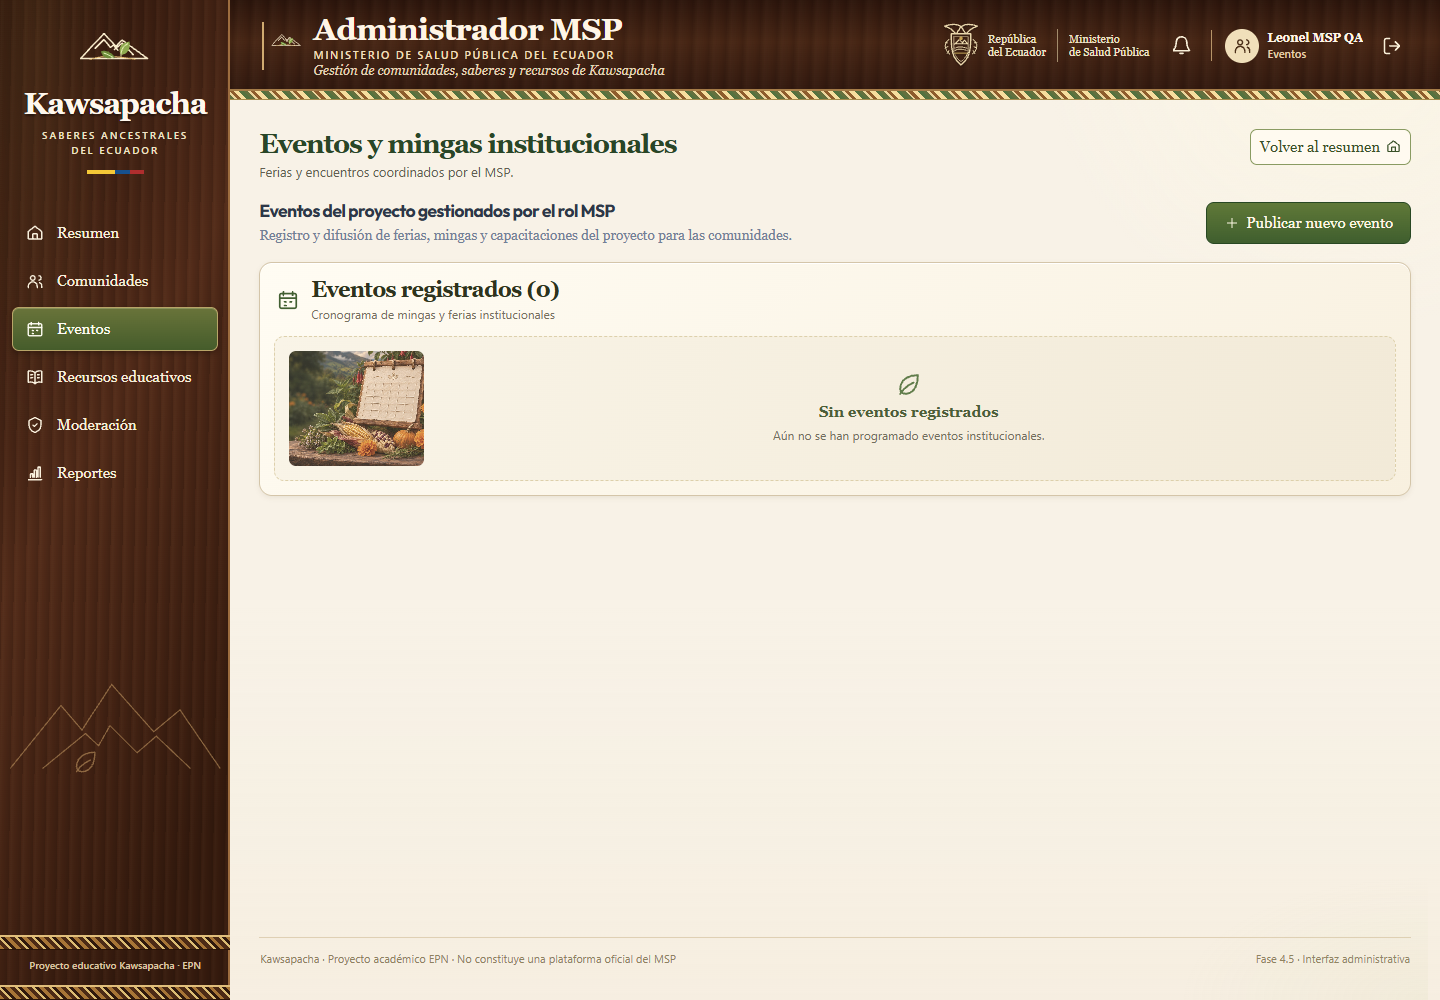 Kawsapacha
SABERES ANCESTRALES
DEL ECUADOR
Resumen
Comunidades
Eventos
Recursos educativos
Moderación
Reportes
Proyecto educativo Kawsapacha · EPN
Administrador MSP
MINISTERIO DE SALUD PÚBLICA DEL ECUADOR
Gestión de comunidades, saberes y recursos de Kawsapacha
República
del Ecuador
Ministerio
de Salud Pública
Leonel MSP QA
Eventos
Eventos y mingas institucionales
Ferias y encuentros coordinados por el MSP.
Volver al resumen
Eventos del proyecto gestionados por el rol MSP
Registro y difusión de ferias, mingas y capacitaciones del proyecto para las comunidades.
Publicar nuevo evento
Eventos registrados (0)
Cronograma de mingas y ferias institucionales
Sin eventos registrados
Aún no se han programado eventos institucionales.
Kawsapacha · Proyecto académico EPN · No constituye una plataforma oficial del MSP
Fase 4.5 · Interfaz administrativa